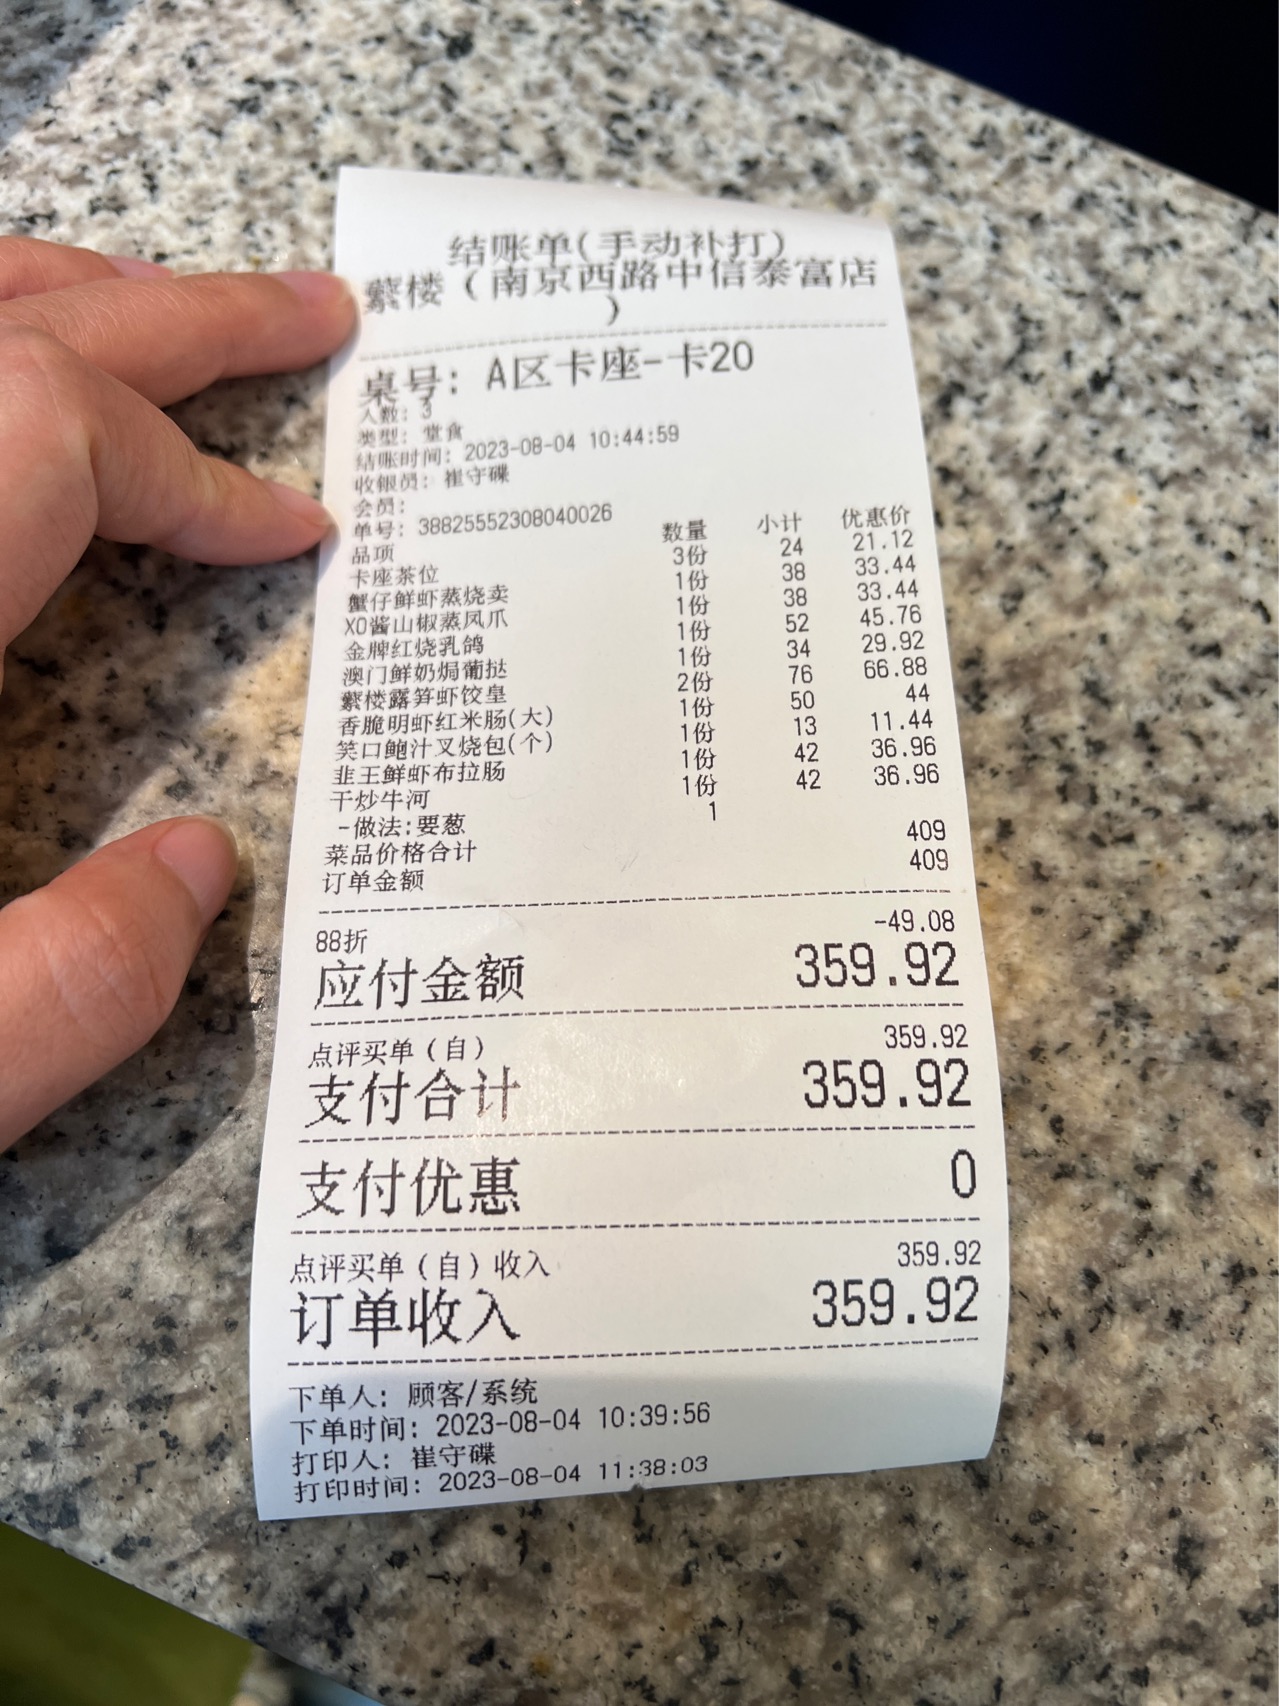 结账单(手动补打)
蘩楼（南京西路中信泰富店
）
桌号: A区卡座-卡20
人数: 3
类型: 堂食
结账时间: 2023-08-04 10:44:59
收银员: 崔守碟
会员:
单号: 38825552308040026
品项 数量 小计 优惠价
卡座茶位 3份 24 21.12
蟹仔鲜虾蒸烧卖 1份 38 33.44
XO酱山椒蒸凤爪 1份 38 33.44
金牌红烧乳鸽 1份 52 45.76
澳门鲜奶焗葡挞 1份 34 29.92
蘩楼露笋虾饺皇 2份 76 66.88
香脆明虾红米肠(大) 1份 50 44
笑口鲍汁叉烧包(个) 1份 13 11.44
韭王鲜虾布拉肠 1份 42 36.96
干炒牛河 1份 42 36.96
-做法:要葱 1
菜品价格合计 409
订单金额 409
88折 -49.08
应付金额 359.92
点评买单（自） 359.92
支付合计 359.92
支付优惠 0
点评买单（自）收入 359.92
订单收入 359.92
下单人: 顾客/系统
下单时间: 2023-08-04 10:39:56
打印人: 崔守碟
打印时间: 2023-08-04 11:38:03